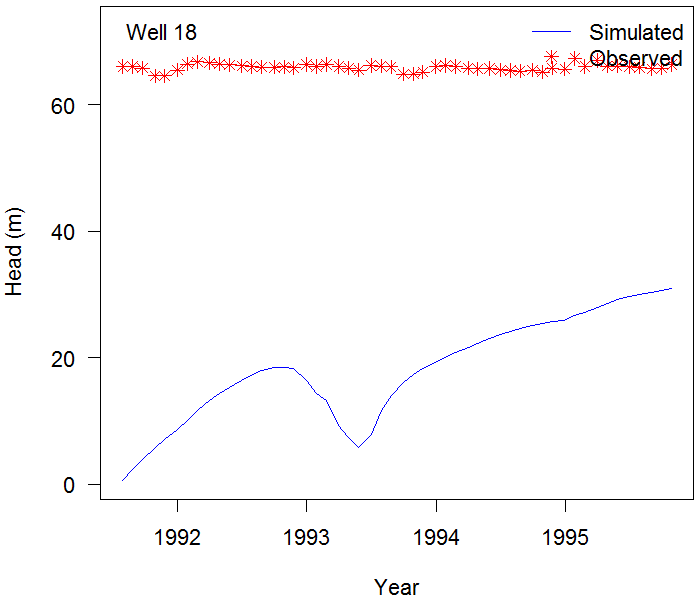 Well 18
Simulated
Observed
60
40
20
0
Head (m)
1992 1993 1994 1995
Year